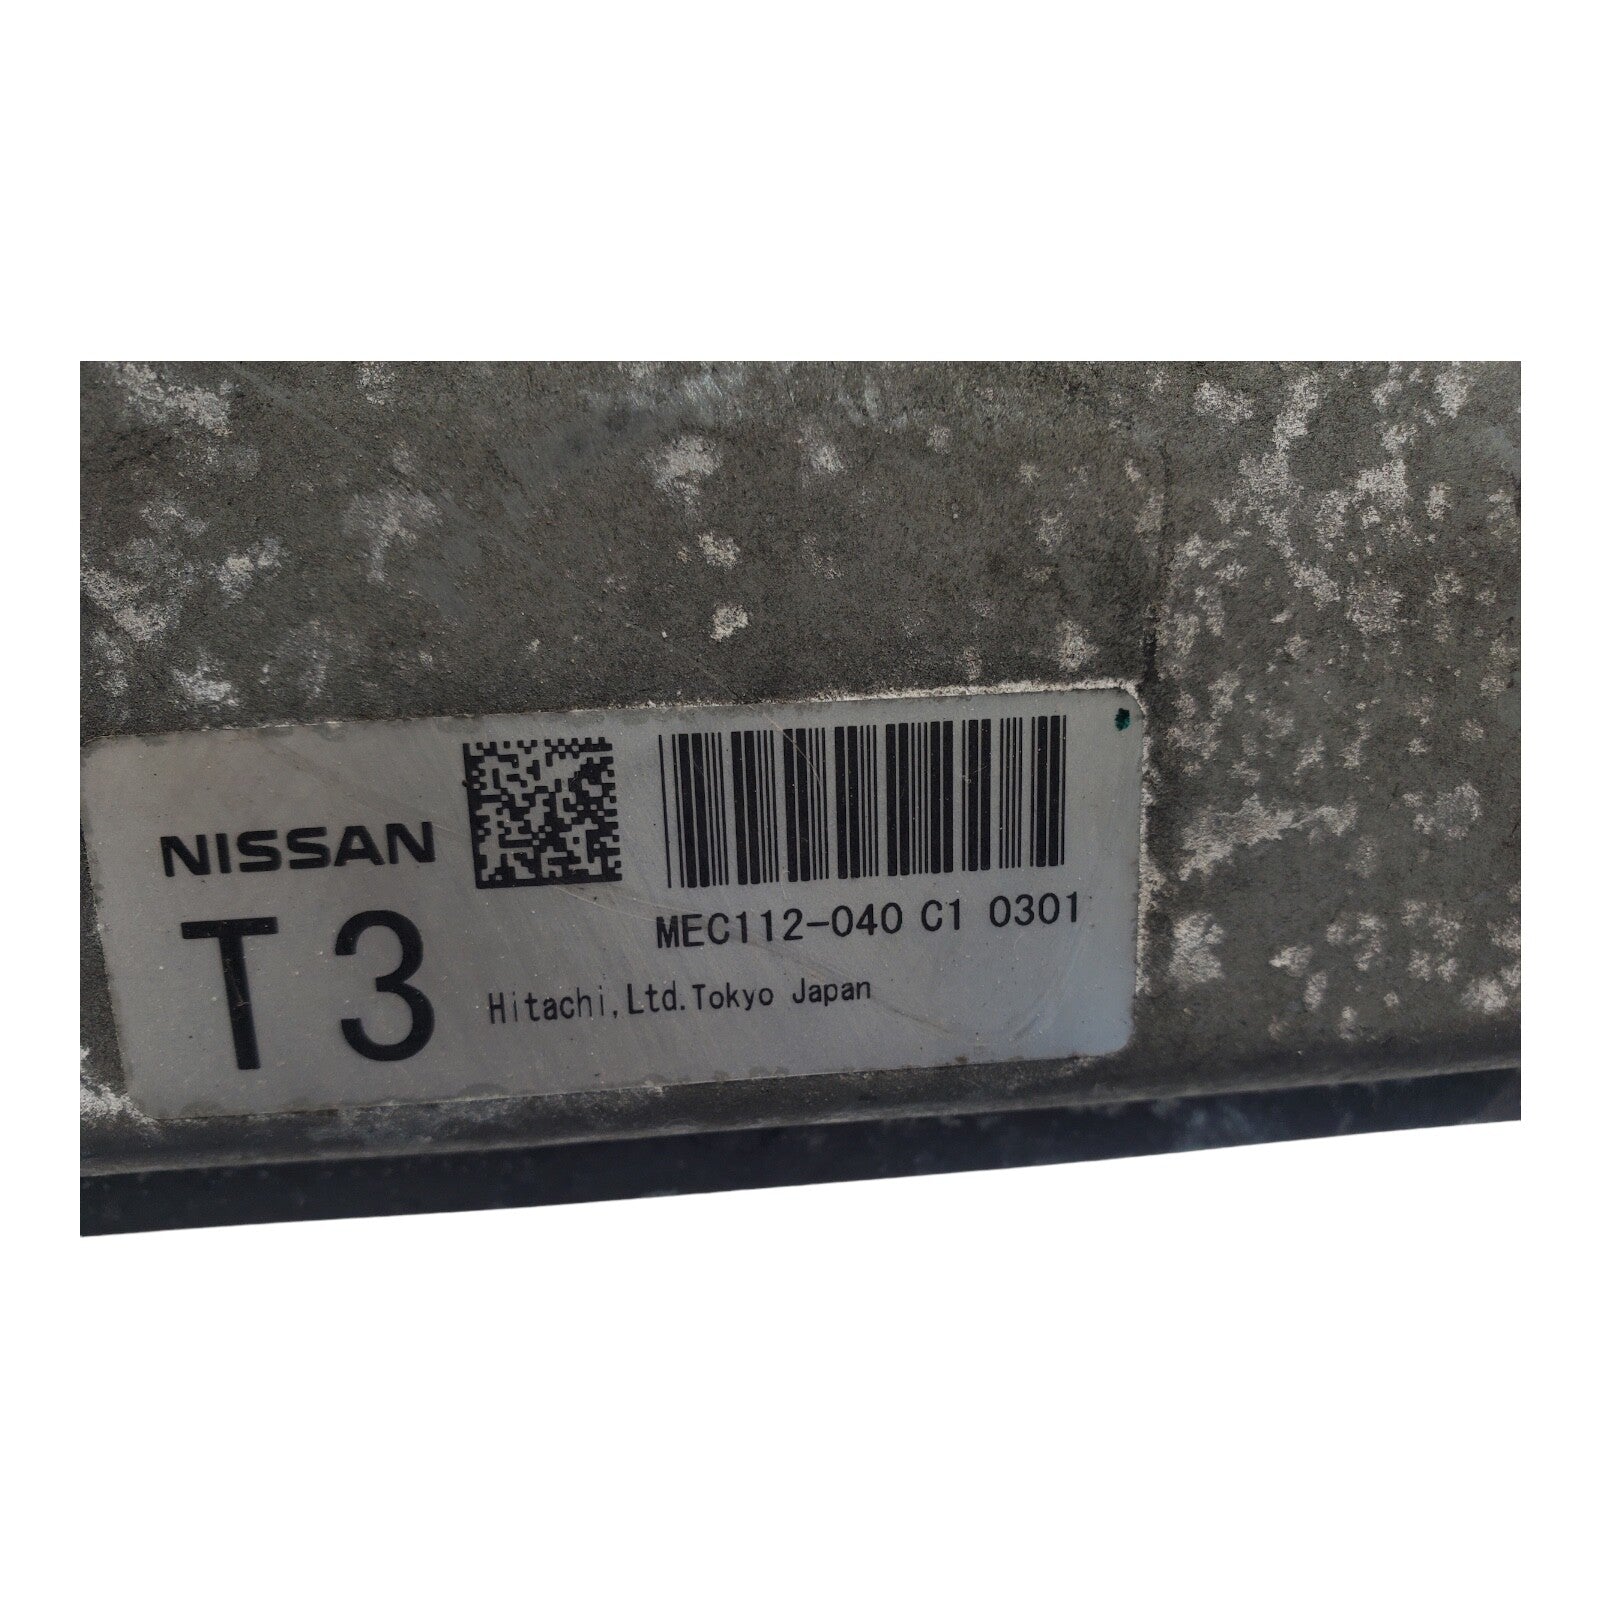 NISSAN
T3
MEC112-040 C1 0301
Hitachi,Ltd.Tokyo Japan